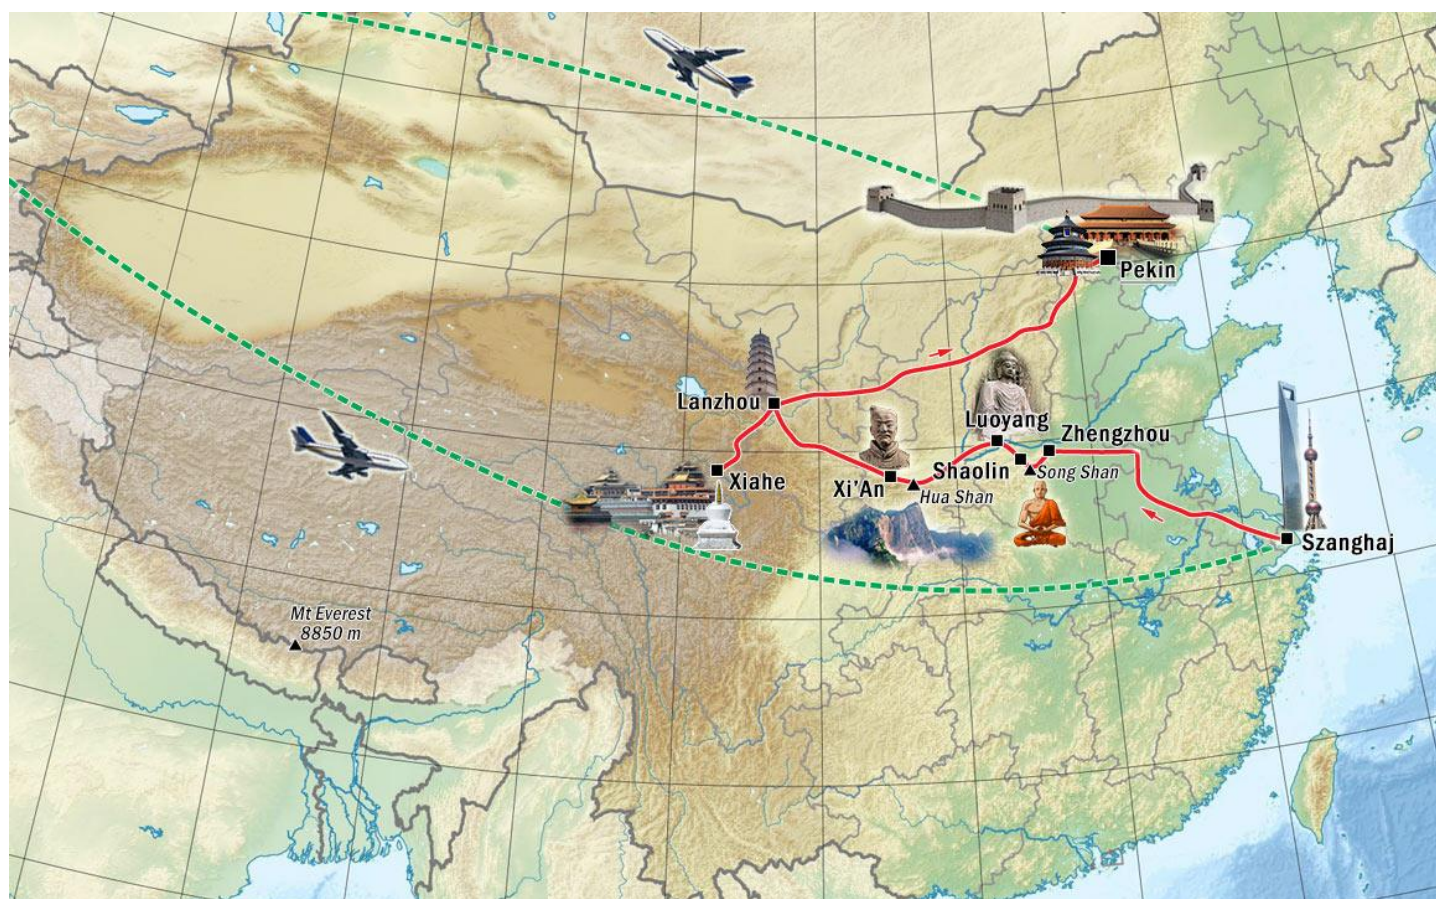 Pekin
Lanzhou
Luoyang
Zhengzhou
Xiahe
Xi'An
Shaolin
Song Shan
Hua Shan
Szanghaj
Mt Everest
8850 m